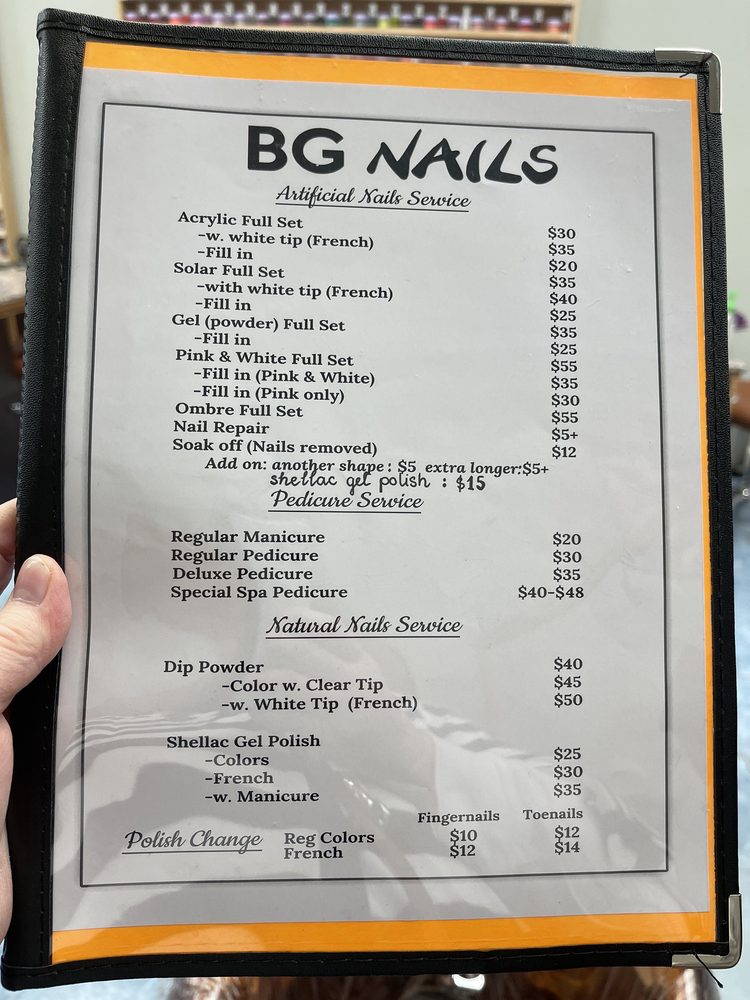 BG NAILS
Artificial Nails Service
Acrylic Full Set $30
-w. white tip (French) $35
-Fill in $20
Solar Full Set $35
-with white tip (French) $40
-Fill in $25
Gel (powder) Full Set $35
-Fill in $25
Pink & White Full Set $55
-Fill in (Pink & White) $35
-Fill in (Pink only) $30
Ombre Full Set $55
Nail Repair $5+
Soak off (Nails removed) $12
Add on: another shape: $5 extra longer:$5+
shellac gel polish : $15
Pedicure Service
Regular Manicure $20
Regular Pedicure $30
Deluxe Pedicure $35
Special Spa Pedicure $40-$48
Natural Nails Service
Dip Powder $40
-Color w. Clear Tip $45
-w. White Tip (French) $50
Shellac Gel Polish
-Colors $25
-French $30
-w. Manicure $35
Fingernails Toenails
Polish Change Reg Colors $10 $12
French $12 $14